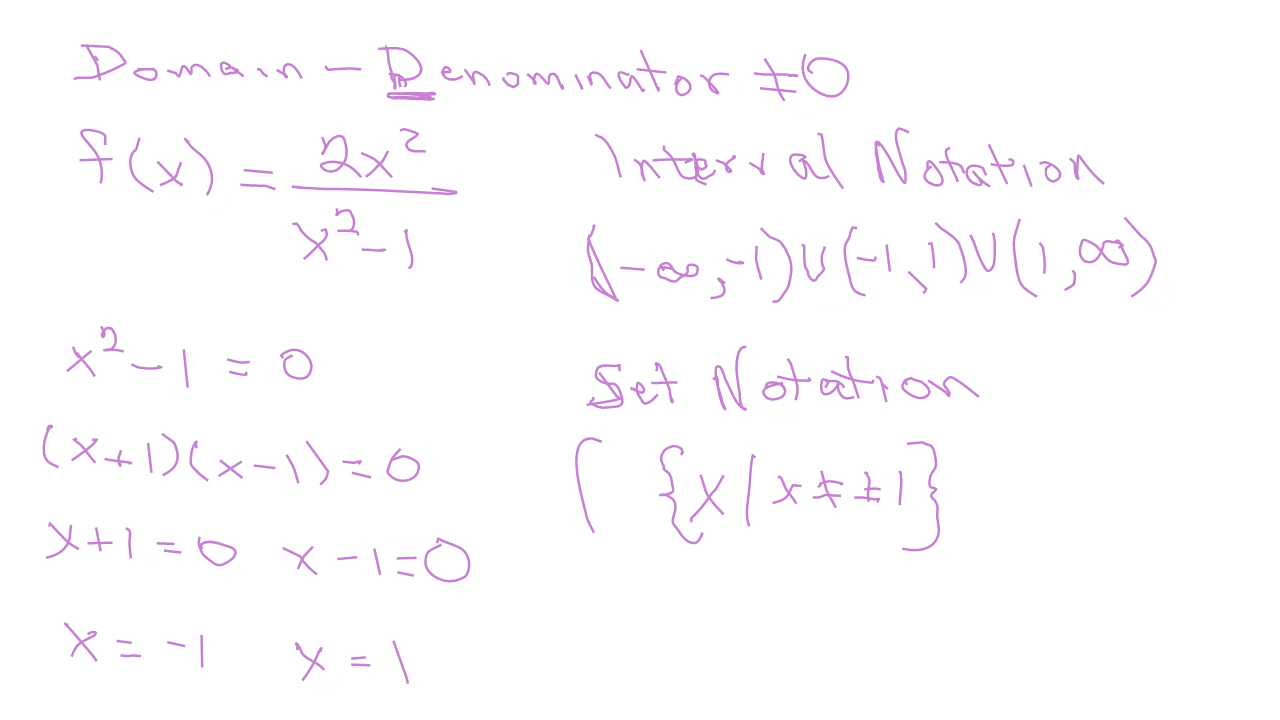 Domain - Denominator ≠ 0
f(x) = 2x² / x² - 1
x² - 1 = 0
(x+1)(x-1) = 0
x+1 = 0 x-1 = 0
x = -1 x = 1
Interval Notation
(-∞,-1)∪(-1,1)∪(1,∞)
Set Notation
( {x|x≠±1}